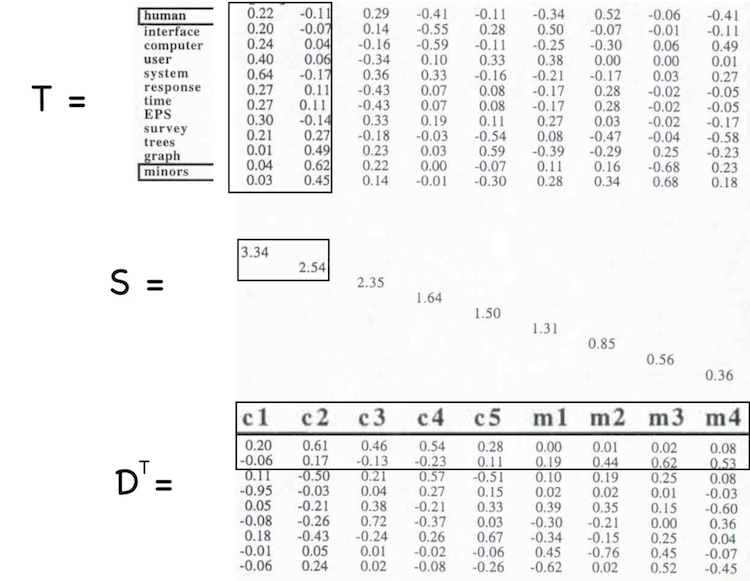 human 0.22 -0.11 0.29 -0.41 -0.11 -0.34 0.52 -0.06 -0.41
interface 0.20 -0.07 0.14 -0.55 0.28 0.50 -0.07 -0.01 -0.11
computer 0.24 0.04 -0.16 -0.59 -0.11 -0.25 -0.30 0.06 0.49
user 0.40 0.06 -0.34 0.10 0.33 0.38 0.00 0.00 0.01
system 0.64 -0.17 0.36 0.33 -0.16 -0.21 -0.17 0.03 0.27
response 0.27 0.11 -0.43 0.07 0.08 -0.17 0.28 -0.02 -0.05
T = time 0.27 0.11 -0.43 0.07 0.08 -0.17 0.28 -0.02 -0.05
EPS 0.30 -0.14 0.33 0.19 0.11 0.27 0.03 -0.02 -0.17
survey 0.21 0.27 -0.18 -0.03 -0.54 0.08 -0.47 -0.04 -0.58
trees 0.01 0.49 0.23 0.03 0.59 -0.39 -0.29 0.25 -0.23
graph 0.04 0.62 0.22 0.00 -0.07 0.11 0.16 -0.68 0.23
minors 0.03 0.45 0.14 -0.01 -0.30 0.28 0.34 0.68 0.18
3.34
2.54
S =
2.35
1.64
1.50
1.31
0.85
0.56
0.36
c1 c2 c3 c4 c5 m1 m2 m3 m4
0.20 0.61 0.46 0.54 0.28 0.00 0.01 0.02 0.08
-0.06 0.17 -0.13 -0.23 0.11 0.19 0.44 0.62 0.53
0.11 -0.50 0.21 0.57 -0.51 0.10 0.19 0.25 0.08
D^T = -0.95 -0.03 0.04 0.27 0.15 0.02 0.02 0.01 -0.03
0.05 -0.21 0.38 -0.21 0.33 0.39 0.35 0.15 -0.60
-0.08 -0.26 0.72 -0.37 0.03 -0.30 -0.21 0.00 0.36
0.18 -0.43 -0.24 0.26 0.67 -0.34 -0.15 0.25 0.04
-0.01 0.05 0.01 -0.02 -0.06 0.45 -0.76 0.45 -0.07
-0.06 0.24 0.02 -0.08 -0.26 -0.62 0.02 0.52 -0.45